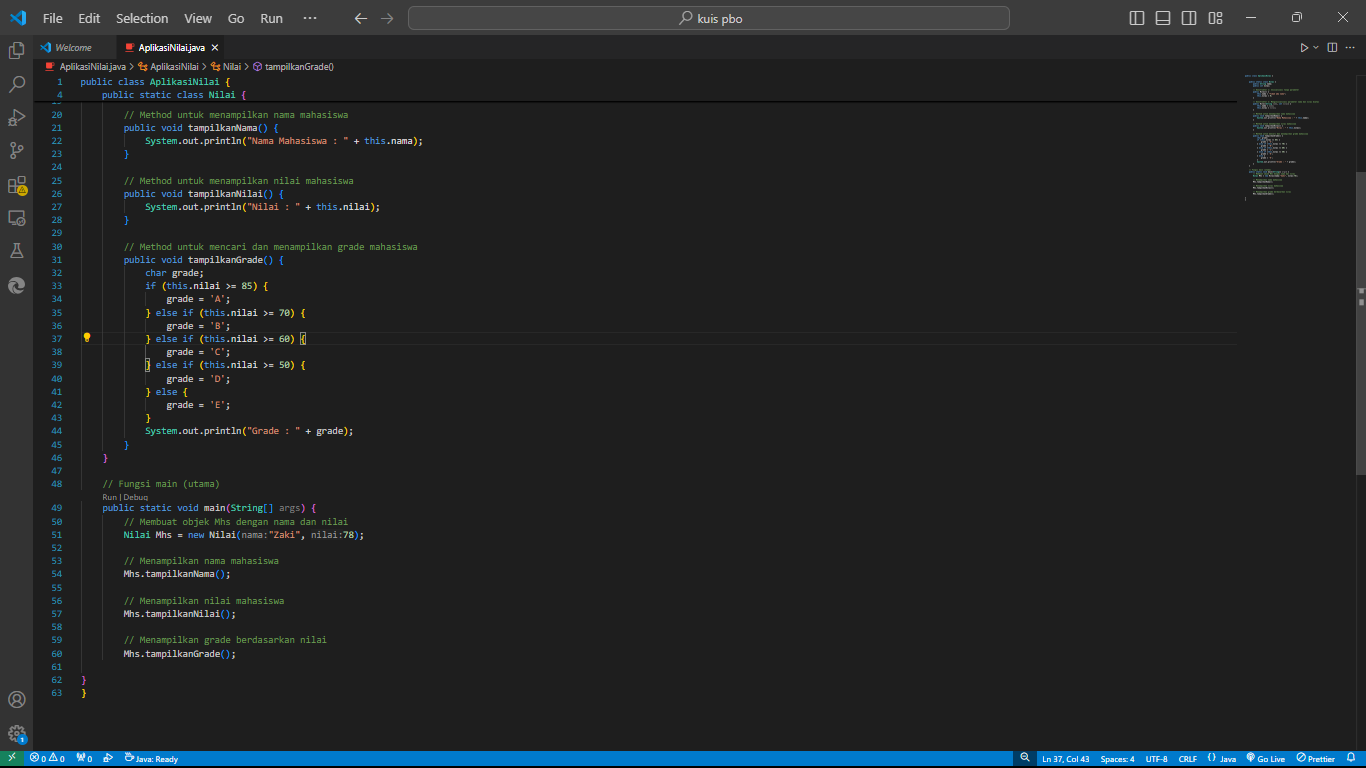 File Edit Selection View Go Run ··· kuis pbo
Welcome AplikasiNilai.java
AplikasiNilai.java > AplikasiNilai > Nilai > tampilkanGrade()
1 public class AplikasiNilai {
4 public static class Nilai {
20 // Method untuk menampilkan nama mahasiswa
21 public void tampilkanNama() {
22 System.out.println("Nama Mahasiswa : " + this.nama);
23 }
24
25 // Method untuk menampilkan nilai mahasiswa
26 public void tampilkanNilai() {
27 System.out.println("Nilai : " + this.nilai);
28 }
29
30 // Method untuk mencari dan menampilkan grade mahasiswa
31 public void tampilkanGrade() {
32 char grade;
33 if (this.nilai >= 85) {
34 grade = 'A';
35 } else if (this.nilai >= 70) {
36 grade = 'B';
37 } else if (this.nilai >= 60) {
38 grade = 'C';
39 } else if (this.nilai >= 50) {
40 grade = 'D';
41 } else {
42 grade = 'E';
43 }
44 System.out.println("Grade : " + grade);
45 }
46 }
47
48 // Fungsi main (utama)
Run | Debug
49 public static void main(String[] args) {
50 // Membuat objek Mhs dengan nama dan nilai
51 Nilai Mhs = new Nilai(nama:"Zaki", nilai:78);
52
53 // Menampilkan nama mahasiswa
54 Mhs.tampilkanNama();
55
56 // Menampilkan nilai mahasiswa
57 Mhs.tampilkanNilai();
58
59 // Menampilkan grade berdasarkan nilai
60 Mhs.tampilkanGrade();
61
62 }
63 }
1
0 0 0 Java: Ready Ln 37, Col 43 Spaces: 4 UTF-8 CRLF {} Java Go Live Prettier